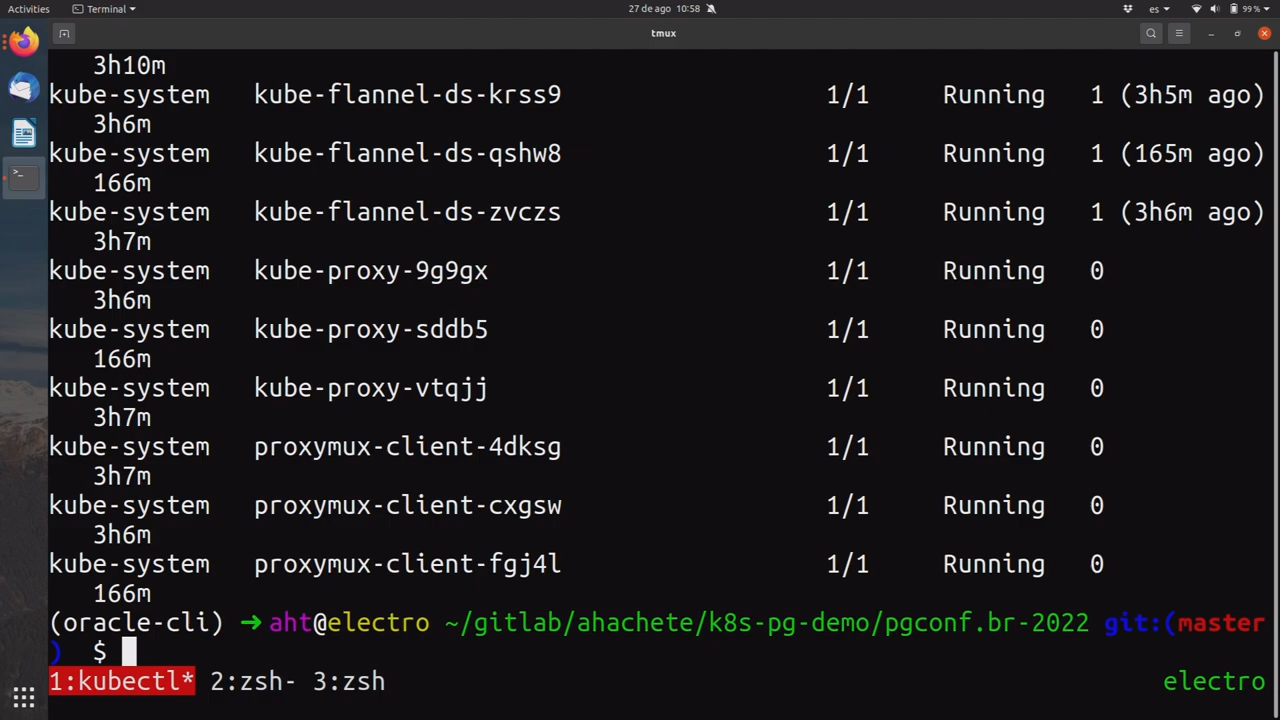 Activities Terminal 27 de ago 10:58 es 99%
tmux
3h10m
kube-system kube-flannel-ds-krss9 1/1 Running 1 (3h5m ago)
3h6m
kube-system kube-flannel-ds-qshw8 1/1 Running 1 (165m ago)
166m
kube-system kube-flannel-ds-zvczs 1/1 Running 1 (3h6m ago)
3h7m
kube-system kube-proxy-9g9gx 1/1 Running 0
3h6m
kube-system kube-proxy-sddb5 1/1 Running 0
166m
kube-system kube-proxy-vtqjj 1/1 Running 0
3h7m
kube-system proxymux-client-4dksg 1/1 Running 0
3h7m
kube-system proxymux-client-cxgsw 1/1 Running 0
3h6m
kube-system proxymux-client-fgj4l 1/1 Running 0
166m
(oracle-cli) ➜ aht@electro ~/gitlab/ahachete/k8s-pg-demo/pgconf.br-2022 git:(master
) $
1:kubectl* 2:zsh- 3:zsh electro